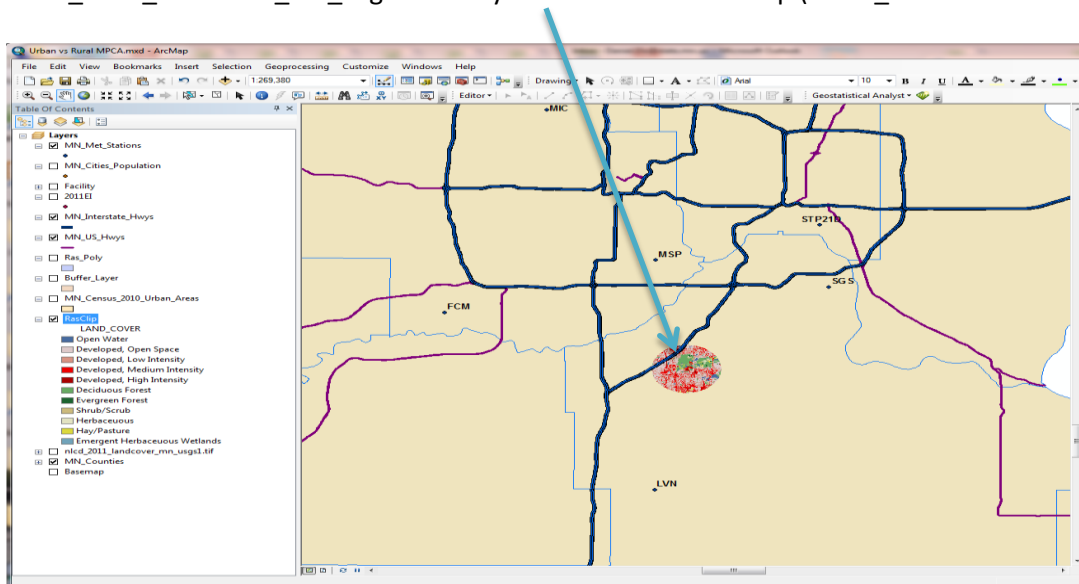 Urban vs Rural MPCA.mxd - ArcMap
File Edit View Bookmarks Insert Selection Geoprocessing Customize Windows Help
1:269,380
Drawing
Arial
10
B I U A
Editor
Geostatistical Analyst
Table Of Contents
Layers
MN_Met_Stations
MN_Cities_Population
Facility
2011EI
MN_Interstate_Hwys
MN_US_Hwys
Ras_Poly
Buffer_Layer
MN_Census_2010_Urban_Areas
RasClip
LAND_COVER
Open Water
Developed, Open Space
Developed, Low Intensity
Developed, Medium Intensity
Developed, High Intensity
Deciduous Forest
Evergreen Forest
Shrub/Scrub
Herbaceuous
Hay/Pasture
Emergent Herbaceuous Wetlands
nlcd_2011_landcover_mn_usgs1.tif
MN_Counties
Basemap
MIC
STP21D
MSP
SGS
FCM
LVN